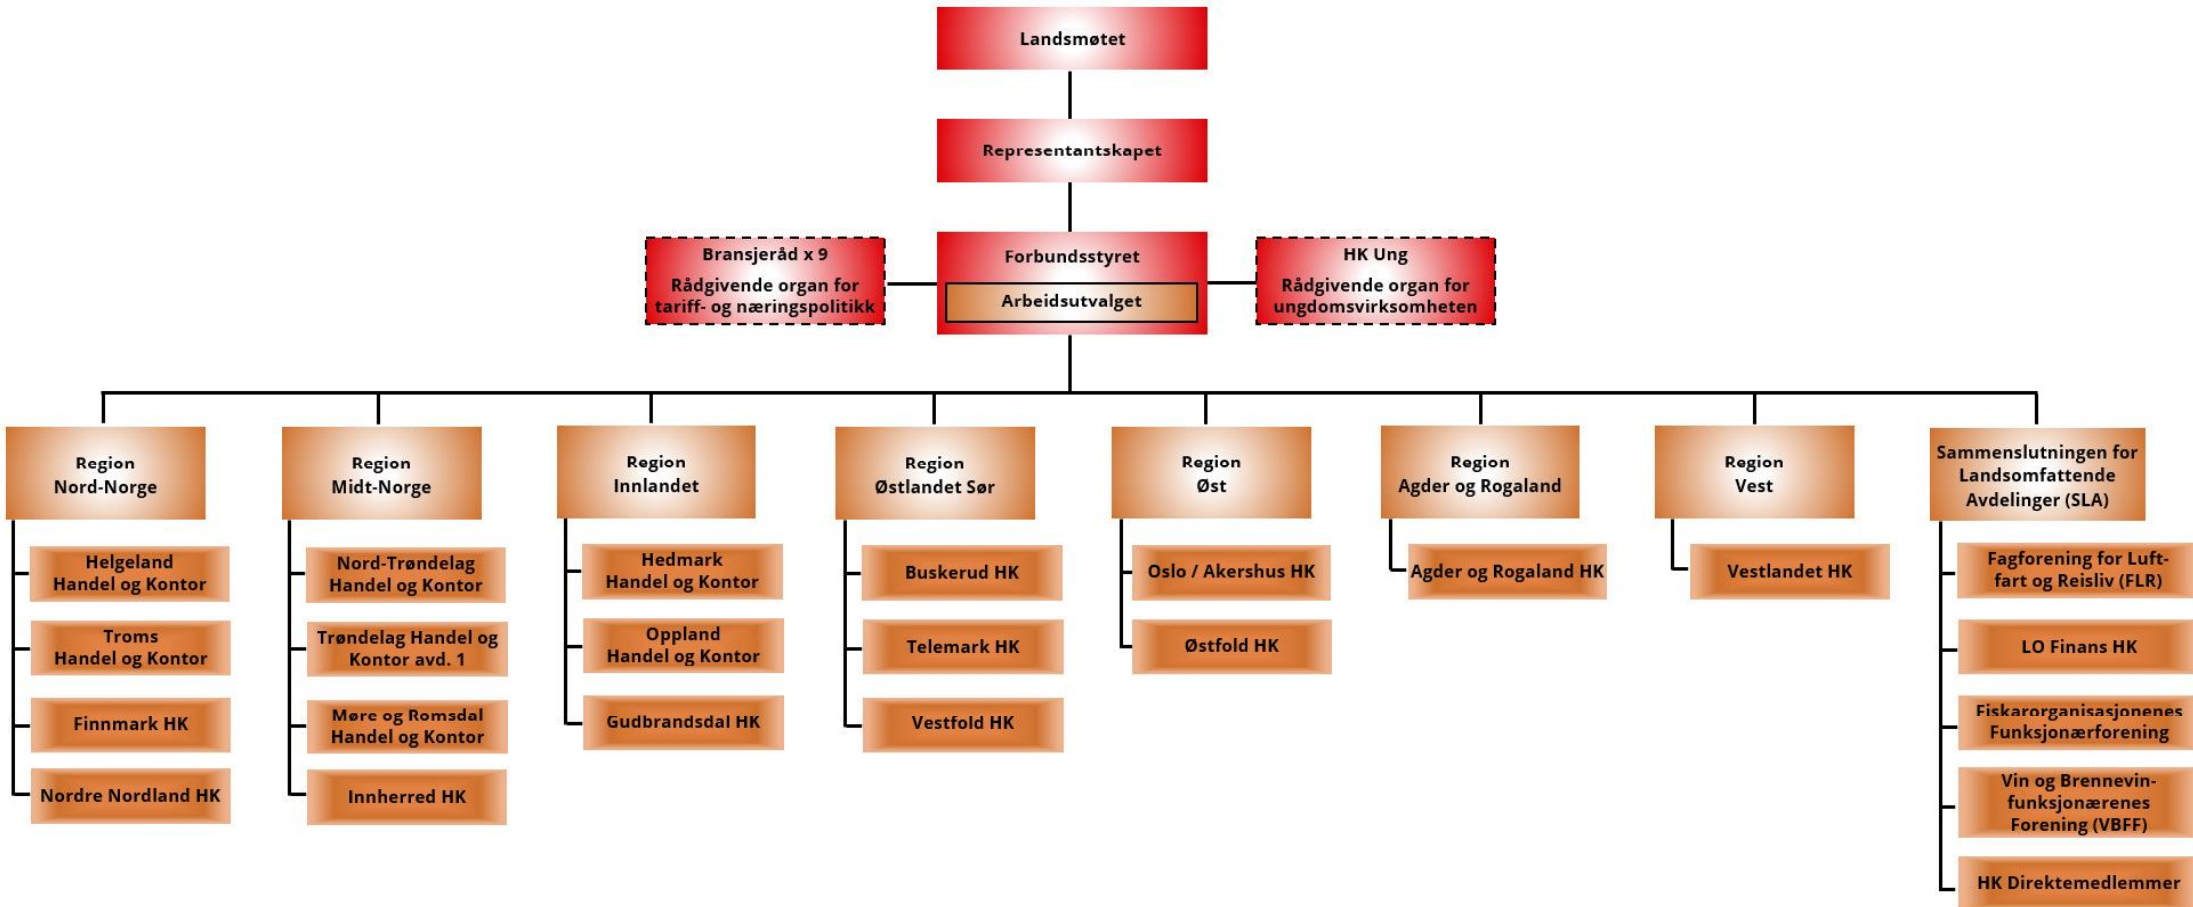 Landsmøtet
Representantskapet
Bransjeråd x 9
Rådgivende organ for
tariff- og næringspolitikk
Forbundsstyret
Arbeidsutvalget
HK Ung
Rådgivende organ for
ungdomsvirksomheten
Region
Nord-Norge
Helgeland
Handel og Kontor
Troms
Handel og Kontor
Finnmark HK
Nordre Nordland HK
Region
Midt-Norge
Nord-Trøndelag
Handel og Kontor
Trøndelag Handel og
Kontor avd. 1
Møre og Romsdal
Handel og Kontor
Innherred HK
Region
Innlandet
Hedmark
Handel og Kontor
Oppland
Handel og Kontor
Gudbrandsdal HK
Region
Østlandet Sør
Buskerud HK
Telemark HK
Vestfold HK
Region
Øst
Oslo / Akershus HK
Østfold HK
Region
Agder og Rogaland
Agder og Rogaland HK
Region
Vest
Vestlandet HK
Sammenslutningen for
Landsomfattende
Avdelinger (SLA)
Fagforening for Luft-
fart og Reisliv (FLR)
LO Finans HK
Fiskarorganisasjonenes
Funksjonærforening
Vin og Brennevin-
funksjonærenes
Forening (VBFF)
HK Direktemedlemmer